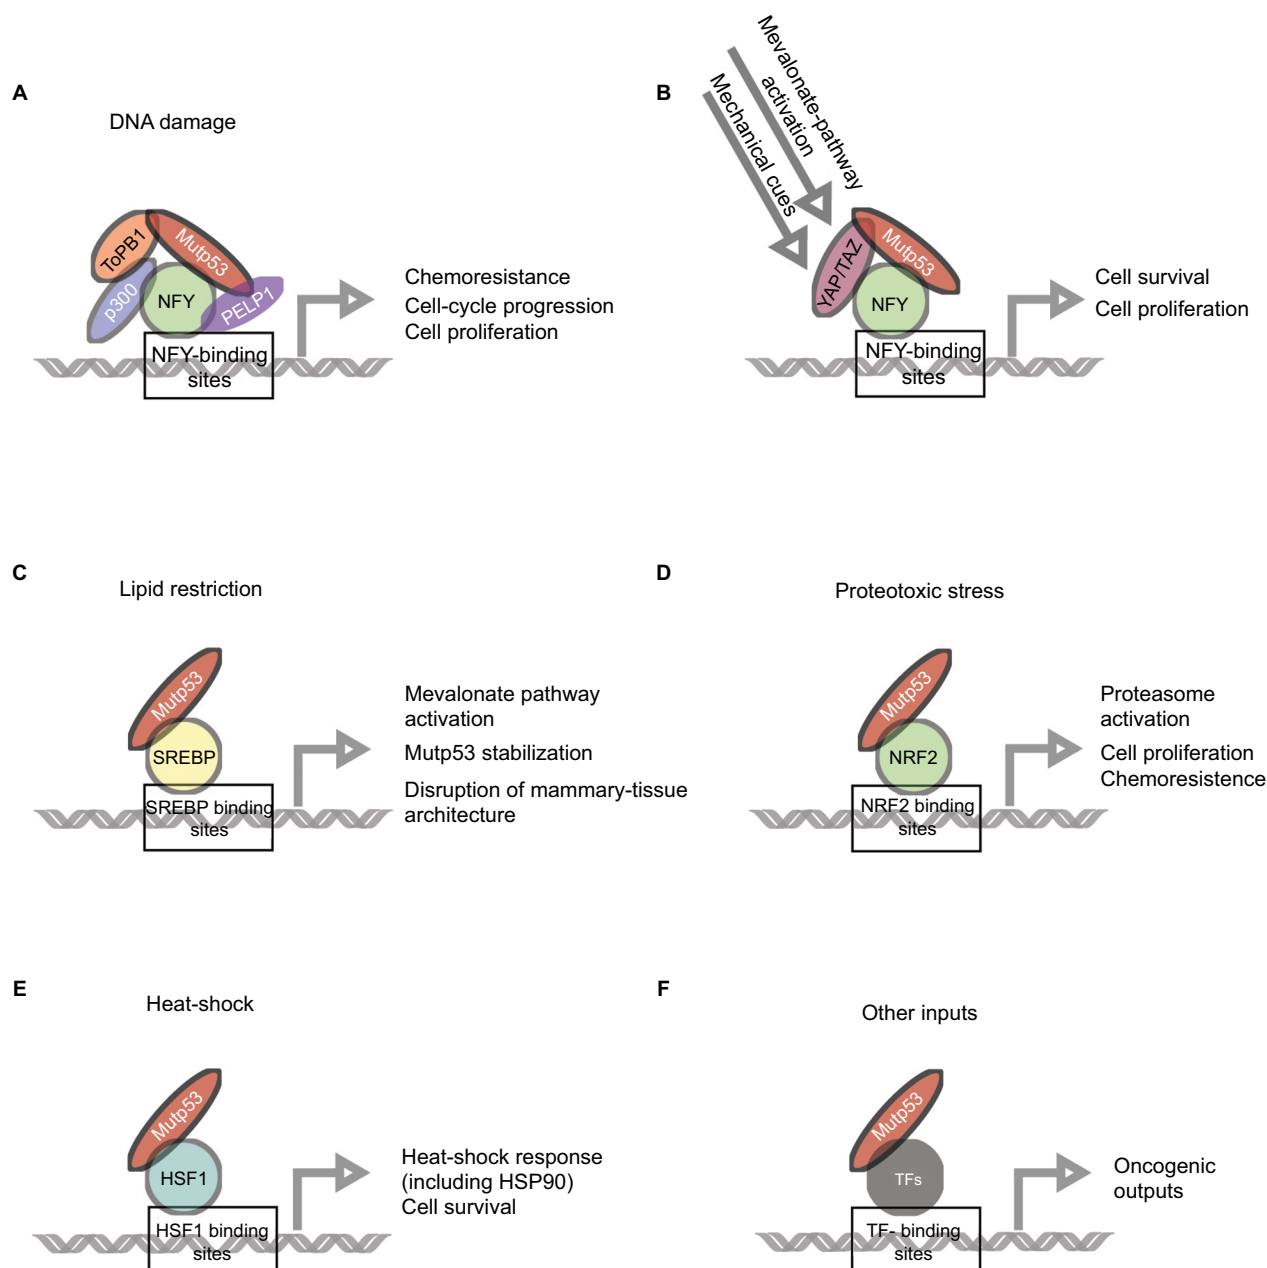 A
DNA damage
ToPB1
Mutp53
p300
NFY
PELP1
NFY-binding
sites
Chemoresistance
Cell-cycle progression
Cell proliferation
B
Mevalonate-pathway
activation
Mechanical cues
YAP/TAZ
Mutp53
NFY
NFY-binding
sites
Cell survival
Cell proliferation
C
Lipid restriction
Mutp53
SREBP
SREBP binding
sites
Mevalonate pathway
activation
Mutp53 stabilization
Disruption of mammary-tissue
architecture
D
Proteotoxic stress
Mutp53
NRF2
NRF2 binding
sites
Proteasome
activation
Cell proliferation
Chemoresistence
E
Heat-shock
Mutp53
HSF1
HSF1 binding
sites
Heat-shock response
(including HSP90)
Cell survival
F
Other inputs
Mutp53
TFs
TF- binding
sites
Oncogenic
outputs